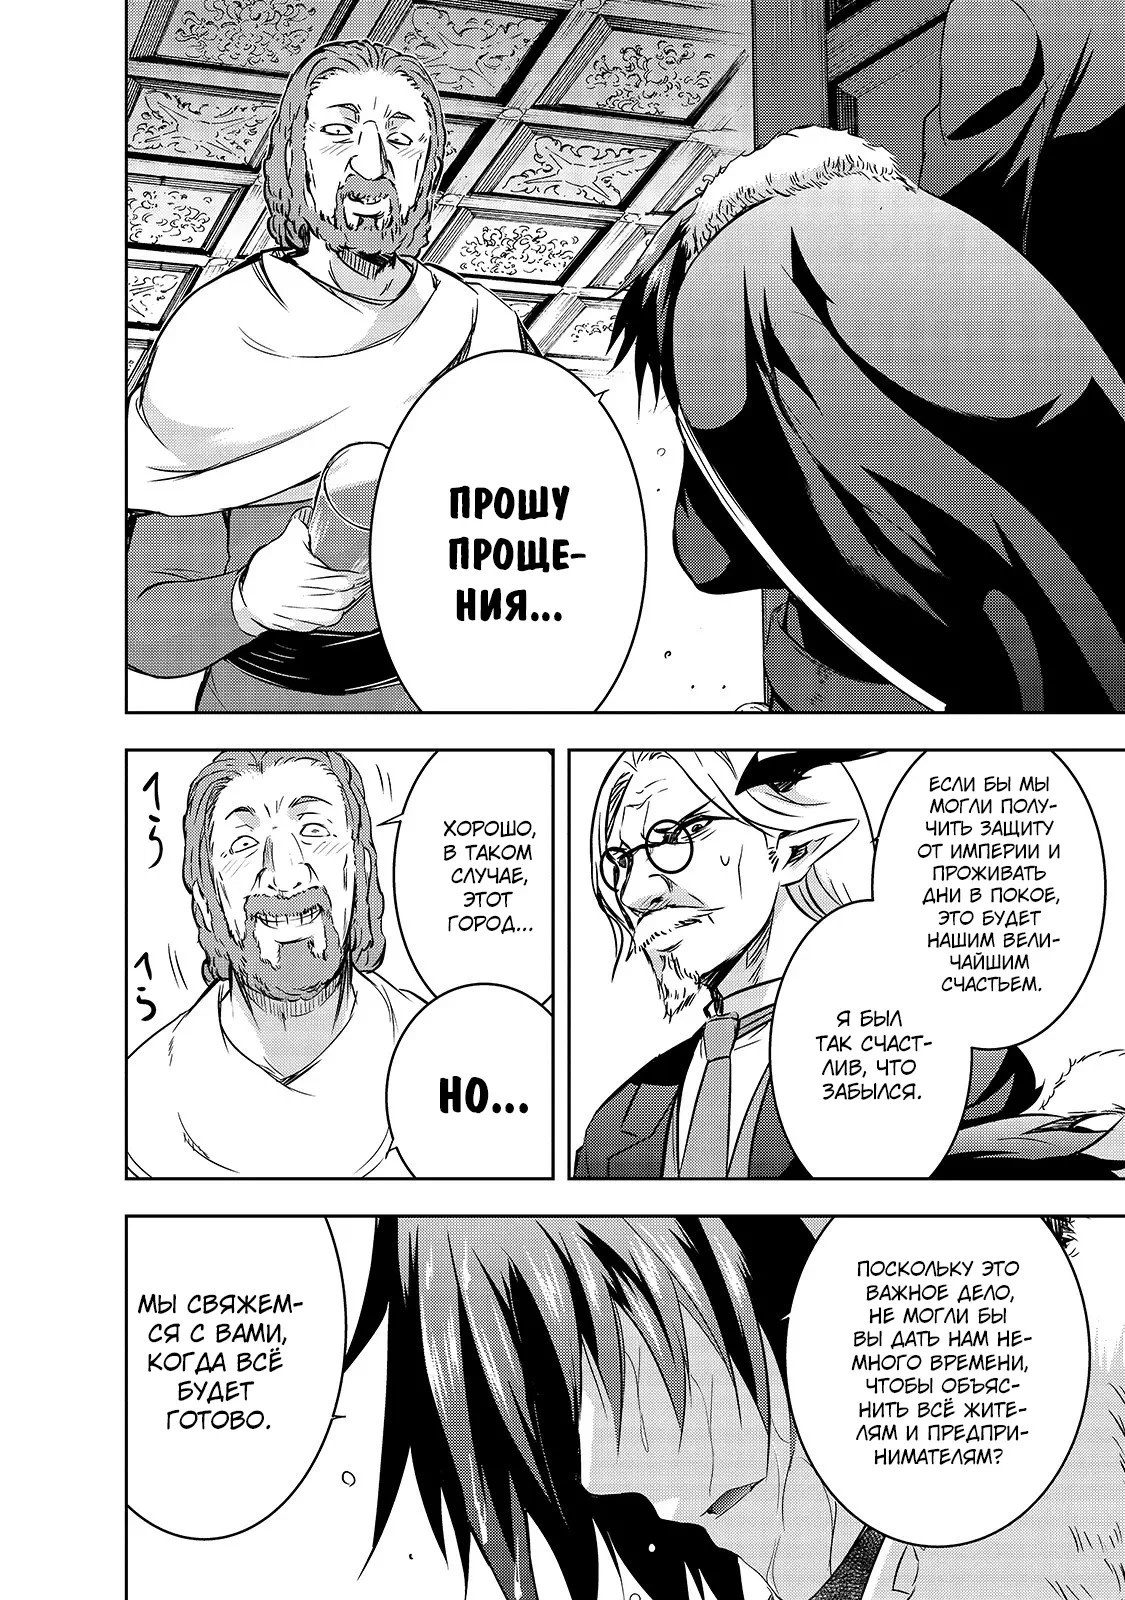 ПРОШУ
ПРОЩЕ-
НИЯ...
ЕСЛИ БЫ МЫ
МОГЛИ ПОЛУ-
ЧИТЬ ЗАЩИТУ
ОТ ИМПЕРИИ И
ПРОЖИВАТЬ
ДНИ В ПОКОЕ,
ЭТО БУДЕТ
НАШИМ ВЕЛИ-
ЧАЙШИМ
СЧАСТЬЕМ.
Я БЫЛ
ТАК СЧАСТ-
ЛИВ, ЧТО
ЗАБЫЛСЯ.
ХОРОШО,
В ТАКОМ
СЛУЧАЕ,
ЭТОТ
ГОРОД...
НО...
ПОСКОЛЬКУ ЭТО
ВАЖНОЕ ДЕЛО,
НЕ МОГЛИ БЫ
ВЫ ДАТЬ НАМ НЕ-
МНОГО ВРЕМЕНИ,
ЧТОБЫ ОБЪЯС-
НИТЬ ВСЁ ЖИТЕ-
ЛЯМ И ПРЕДПРИ-
НИМАТЕЛЯМ?
МЫ СВЯЖЕМ-
СЯ С ВАМИ,
КОГДА ВСЁ
БУДЕТ
ГОТОВО.